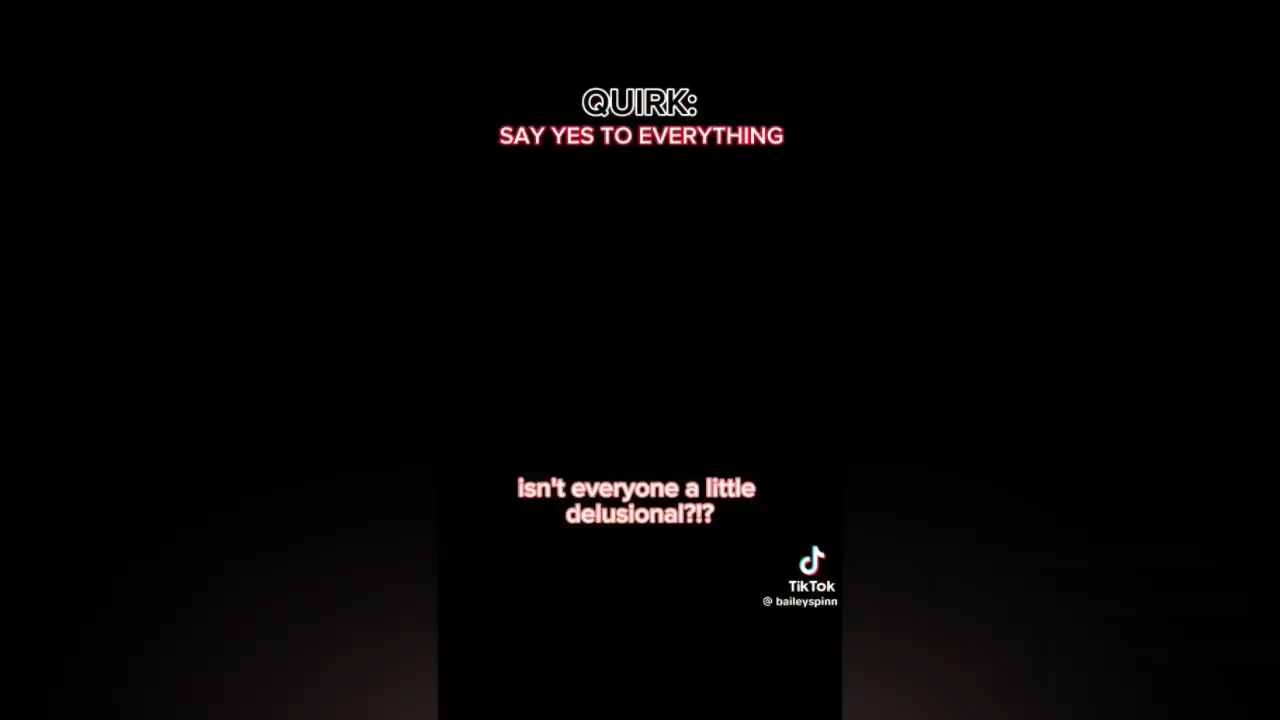 QUIRK:
SAY YES TO EVERYTHING
isn't everyone a little
delusional?!?
TikTok
@ baileyspinn